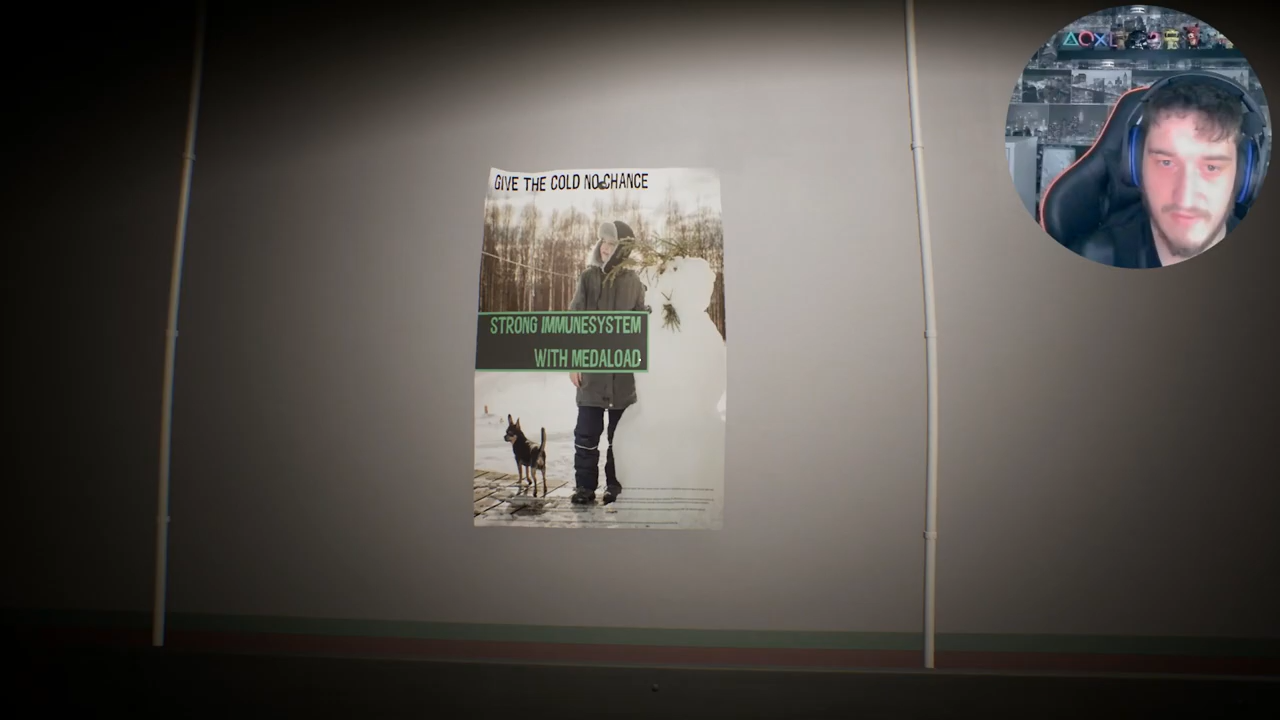 GIVE THE COLD NO CHANCE
STRONG IMMUNESYSTEM
WITH MEDALOAD